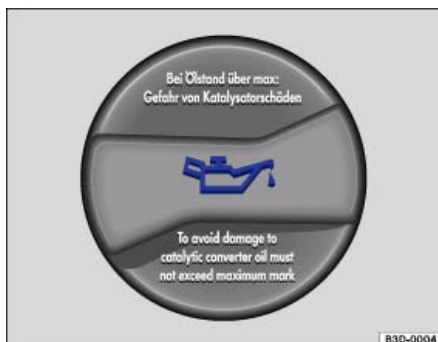 Bei Ölstand über max:
Gefahr von Katalysatorschäden
To avoid damage to
catalytic converter oil must
not exceed maximum mark
B3D-0004